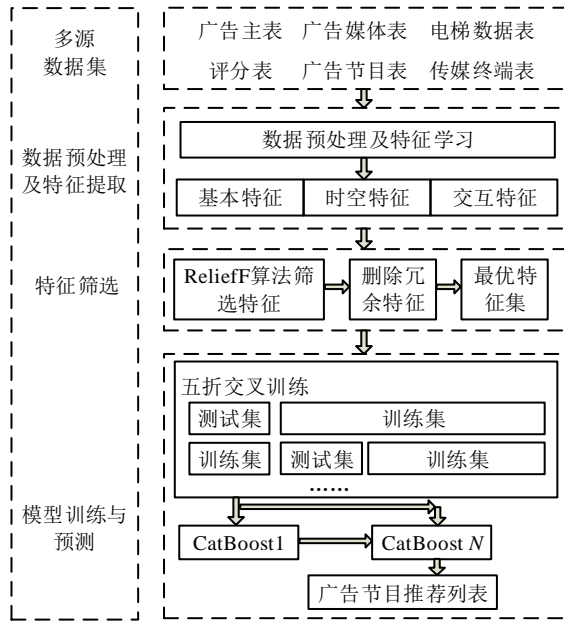 多源
数据集
广告主表 广告媒体表 电梯数据表
评分表 广告节目表 传媒终端表
数据预处理
及特征提取
数据预处理及特征学习
基本特征 时空特征 交互特征
特征筛选
ReliefF算法筛
选特征
删除冗
余特征
最优特
征集
五折交叉训练
测试集 训练集
训练集 测试集 训练集
……
模型训练与
预测
CatBoost1 CatBoost N
广告节目推荐列表